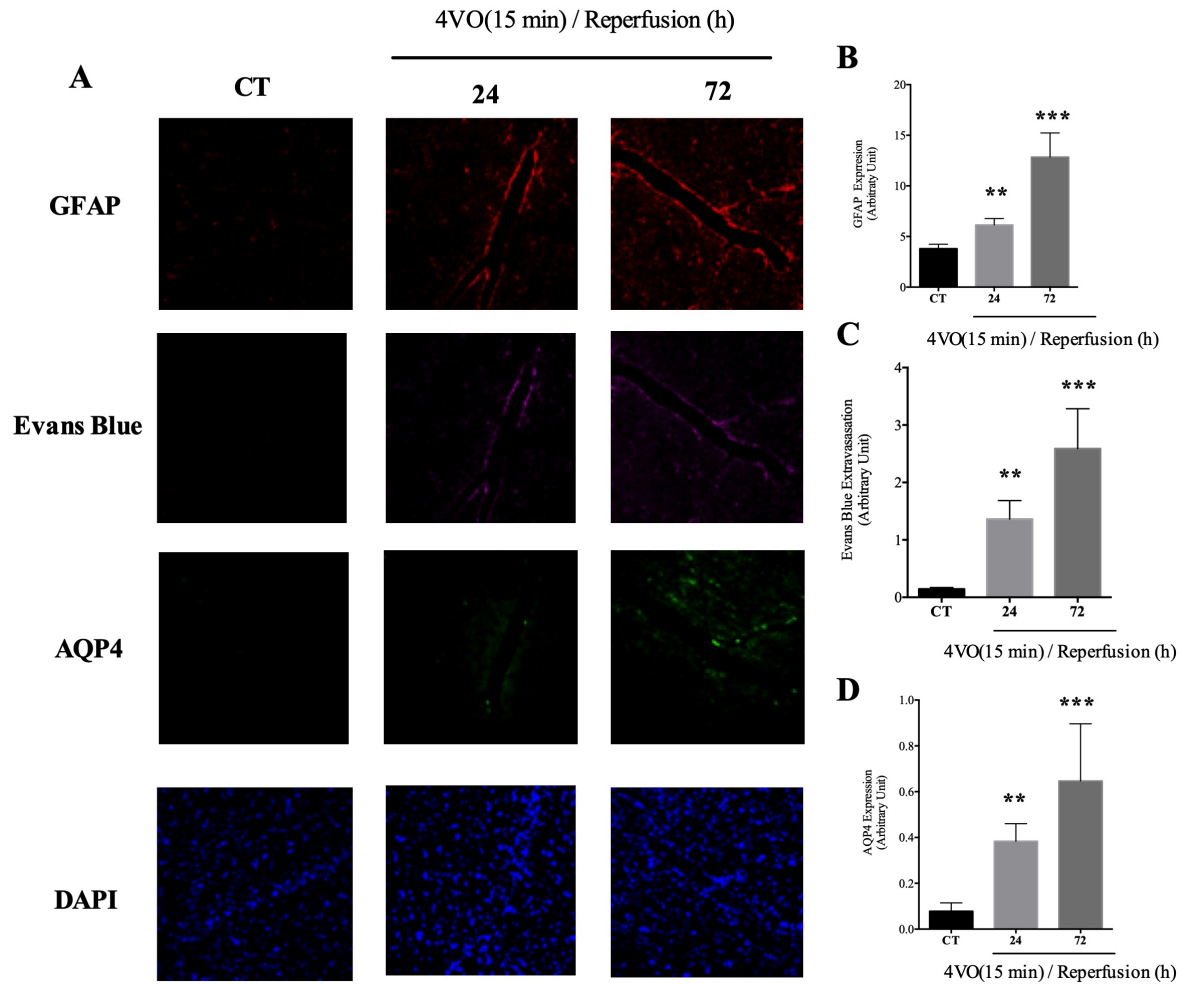 4VO(15 min) / Reperfusion (h)
A
CT
24
72
GFAP
Evans Blue
AQP4
DAPI
B
20
15
10
5
0
GFAP Exprresion
(Arbitraty Unit)
**
***
CT
24
72
4VO(15 min) / Reperfusion (h)
C
4
3
2
1
0
Evans Blue Extravasasation
(Arbitrary Unit)
**
***
CT
24
72
4VO(15 min) / Reperfusion (h)
D
1.0
0.8
0.6
0.4
0.2
0.0
AQP4 Expression
(Arbitrary Unit)
**
***
CT
24
72
4VO(15 min) / Reperfusion (h)